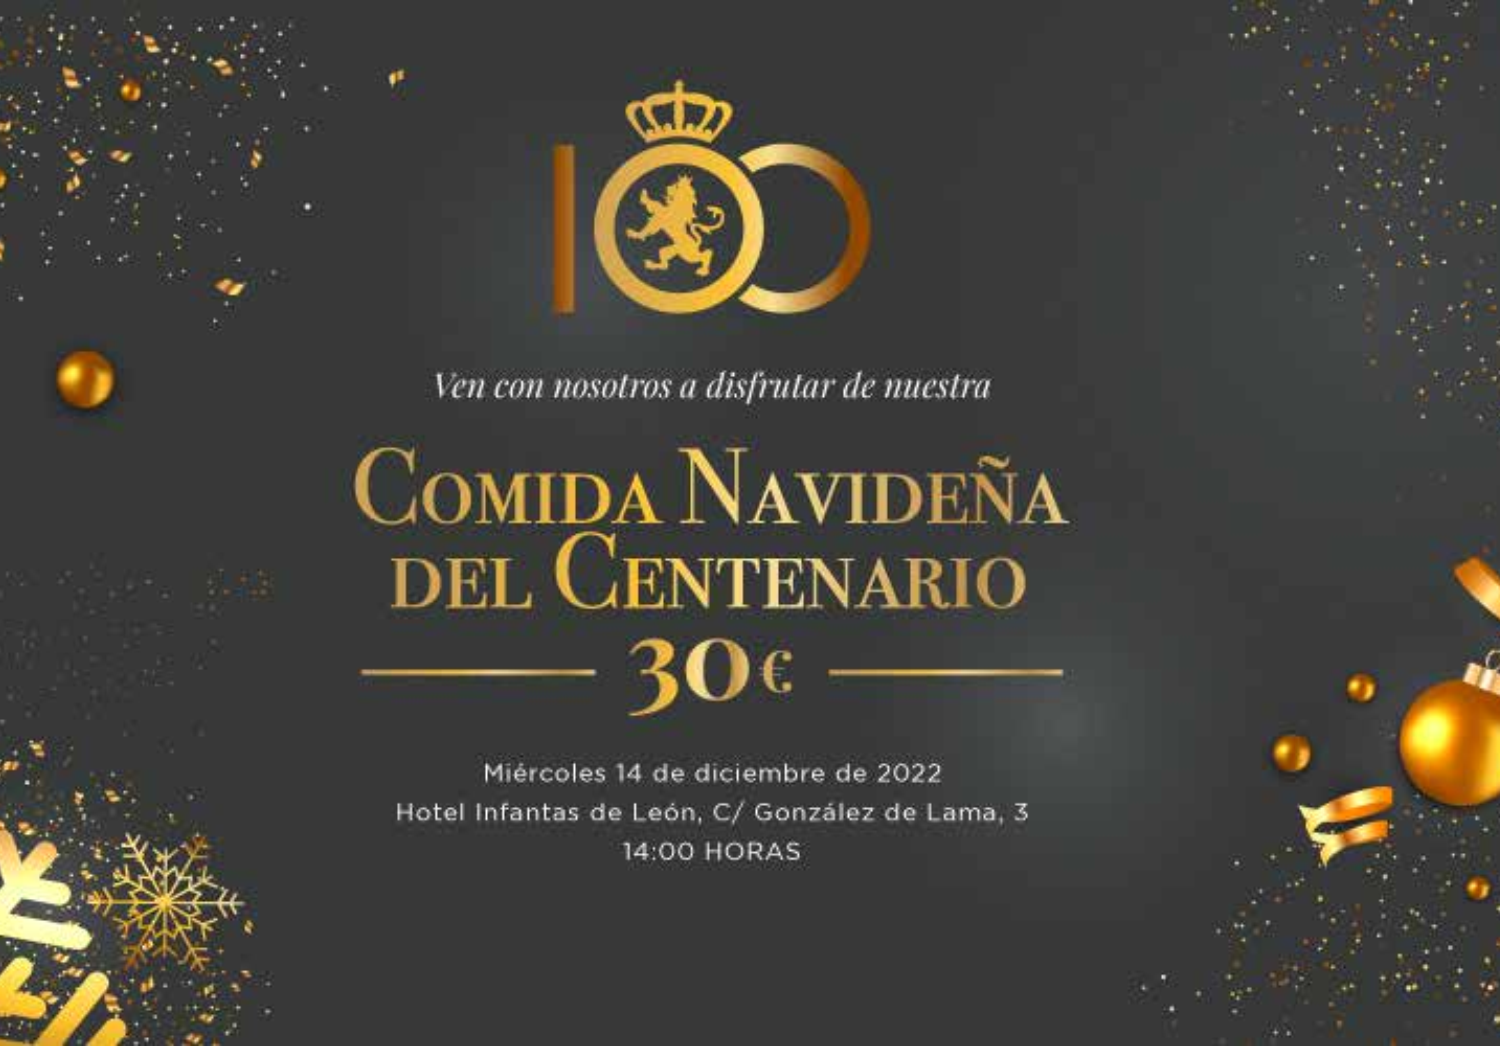 100
Ven con nosotros a disfrutar de nuestra
COMIDA NAVIDEÑA
DEL CENTENARIO
30€
Miércoles 14 de diciembre de 2022
Hotel Infantas de León, C/ González de Lama, 3
14:00 HORAS